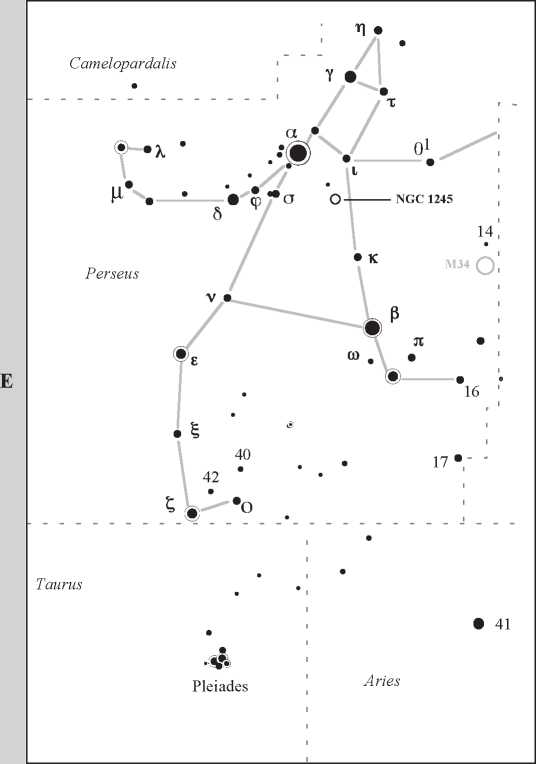 η
Camelopardalis
γ
τ
α
λ
ι
01
μ
φ
σ
NGC 1245
δ
14
κ
M34
Perseus
ν
β
π
ω
ε
E
16
ξ
40
17
42
ζ
O
Taurus
41
Aries
Pleiades